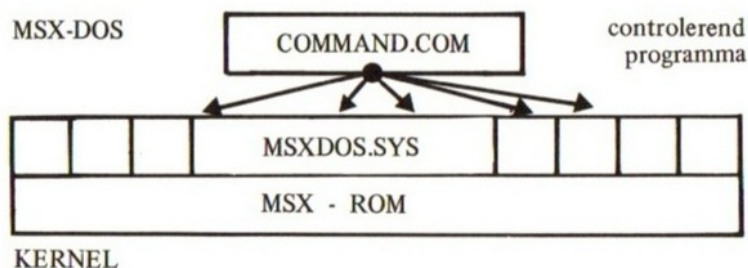 MSX-DOS
COMMAND.COM
controlerend
programma
MSXDOS.SYS
MSX - ROM
KERNEL